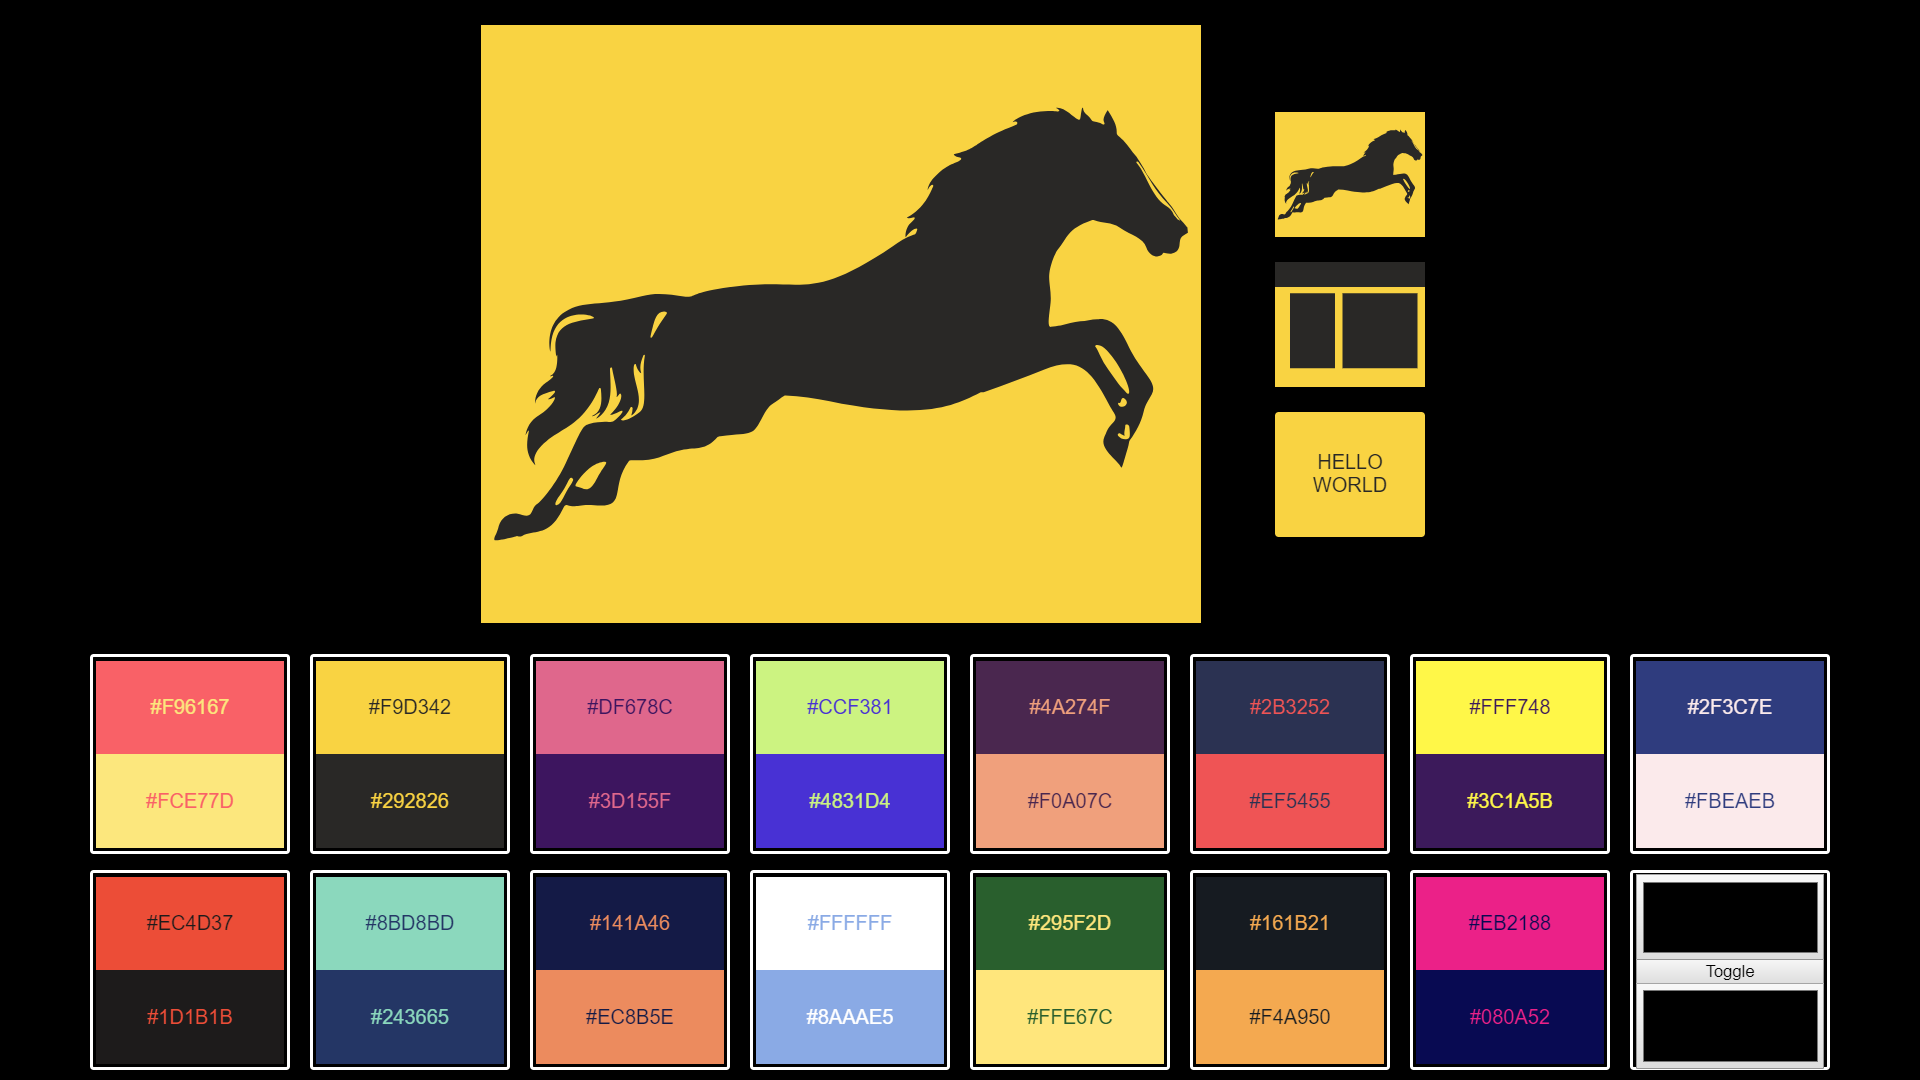 HELLO
WORLD
#F96167
#FCE77D
#F9D342
#292826
#DF678C
#3D155F
#CCF381
#4831D4
#4A274F
#F0A07C
#2B3252
#EF5455
#FFF748
#3C1A5B
#2F3C7E
#FBEAEB
#EC4D37
#1D1B1B
#8BD8BD
#243665
#141A46
#EC8B5E
#FFFFFF
#8AAAE5
#295F2D
#FFE67C
#161B21
#F4A950
#EB2188
#080A52
Toggle